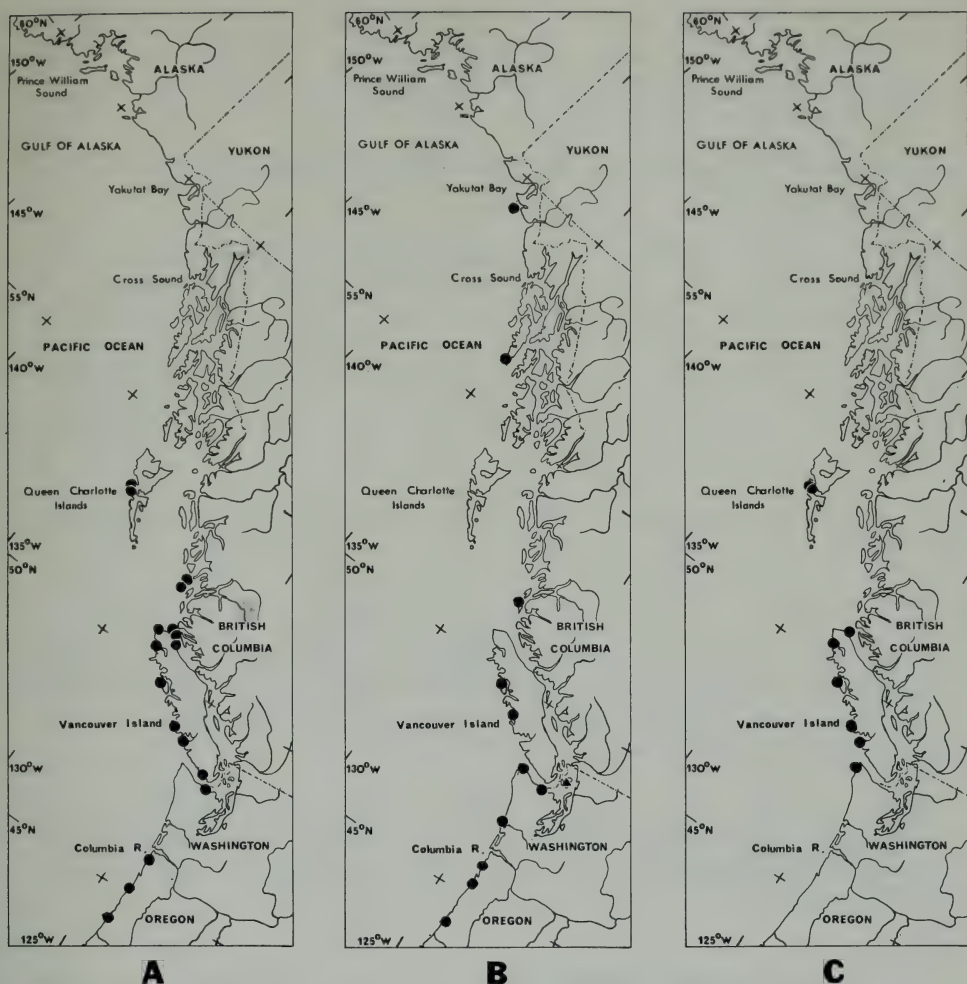 60°N
ALASKA
150°W
Prince William
Sound
GULF OF ALASKA
YUKON
Yakutat Bay
145°W
Cross Sound
55°N
PACIFIC OCEAN
140°W
Queen Charlotte
Islands
135°W
50°N
BRITISH
COLUMBIA
Vancouver Island
130°W
45°N
Columbia R.
WASHINGTON
OREGON
125°W
A
60°N
ALASKA
150°W
Prince William
Sound
GULF OF ALASKA
YUKON
Yakutat Bay
145°W
Cross Sound
55°N
PACIFIC OCEAN
140°W
Queen Charlotte
Islands
135°W
50°N
BRITISH
COLUMBIA
Vancouver Island
130°W
45°N
Columbia R.
WASHINGTON
OREGON
125°W
B
60°N
ALASKA
150°W
Prince William
Sound
GULF OF ALASKA
YUKON
Yakutat Bay
145°W
Cross Sound
55°N
PACIFIC OCEAN
140°W
Queen Charlotte
Islands
135°W
50°N
BRITISH
COLUMBIA
Vancouver Island
130°W
45°N
Columbia R.
WASHINGTON
OREGON
125°W
C